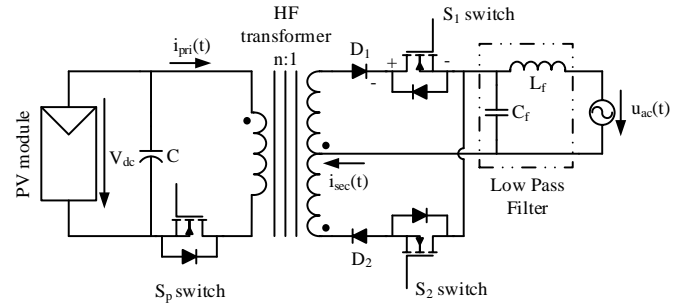 HF
transformer
n:1
S1 switch
ipri(t)
D1
+
-
-
PV module
Vdc
C
Lf
Cf
uac(t)
isec(t)
Low Pass
Filter
D2
Sp switch
S2 switch